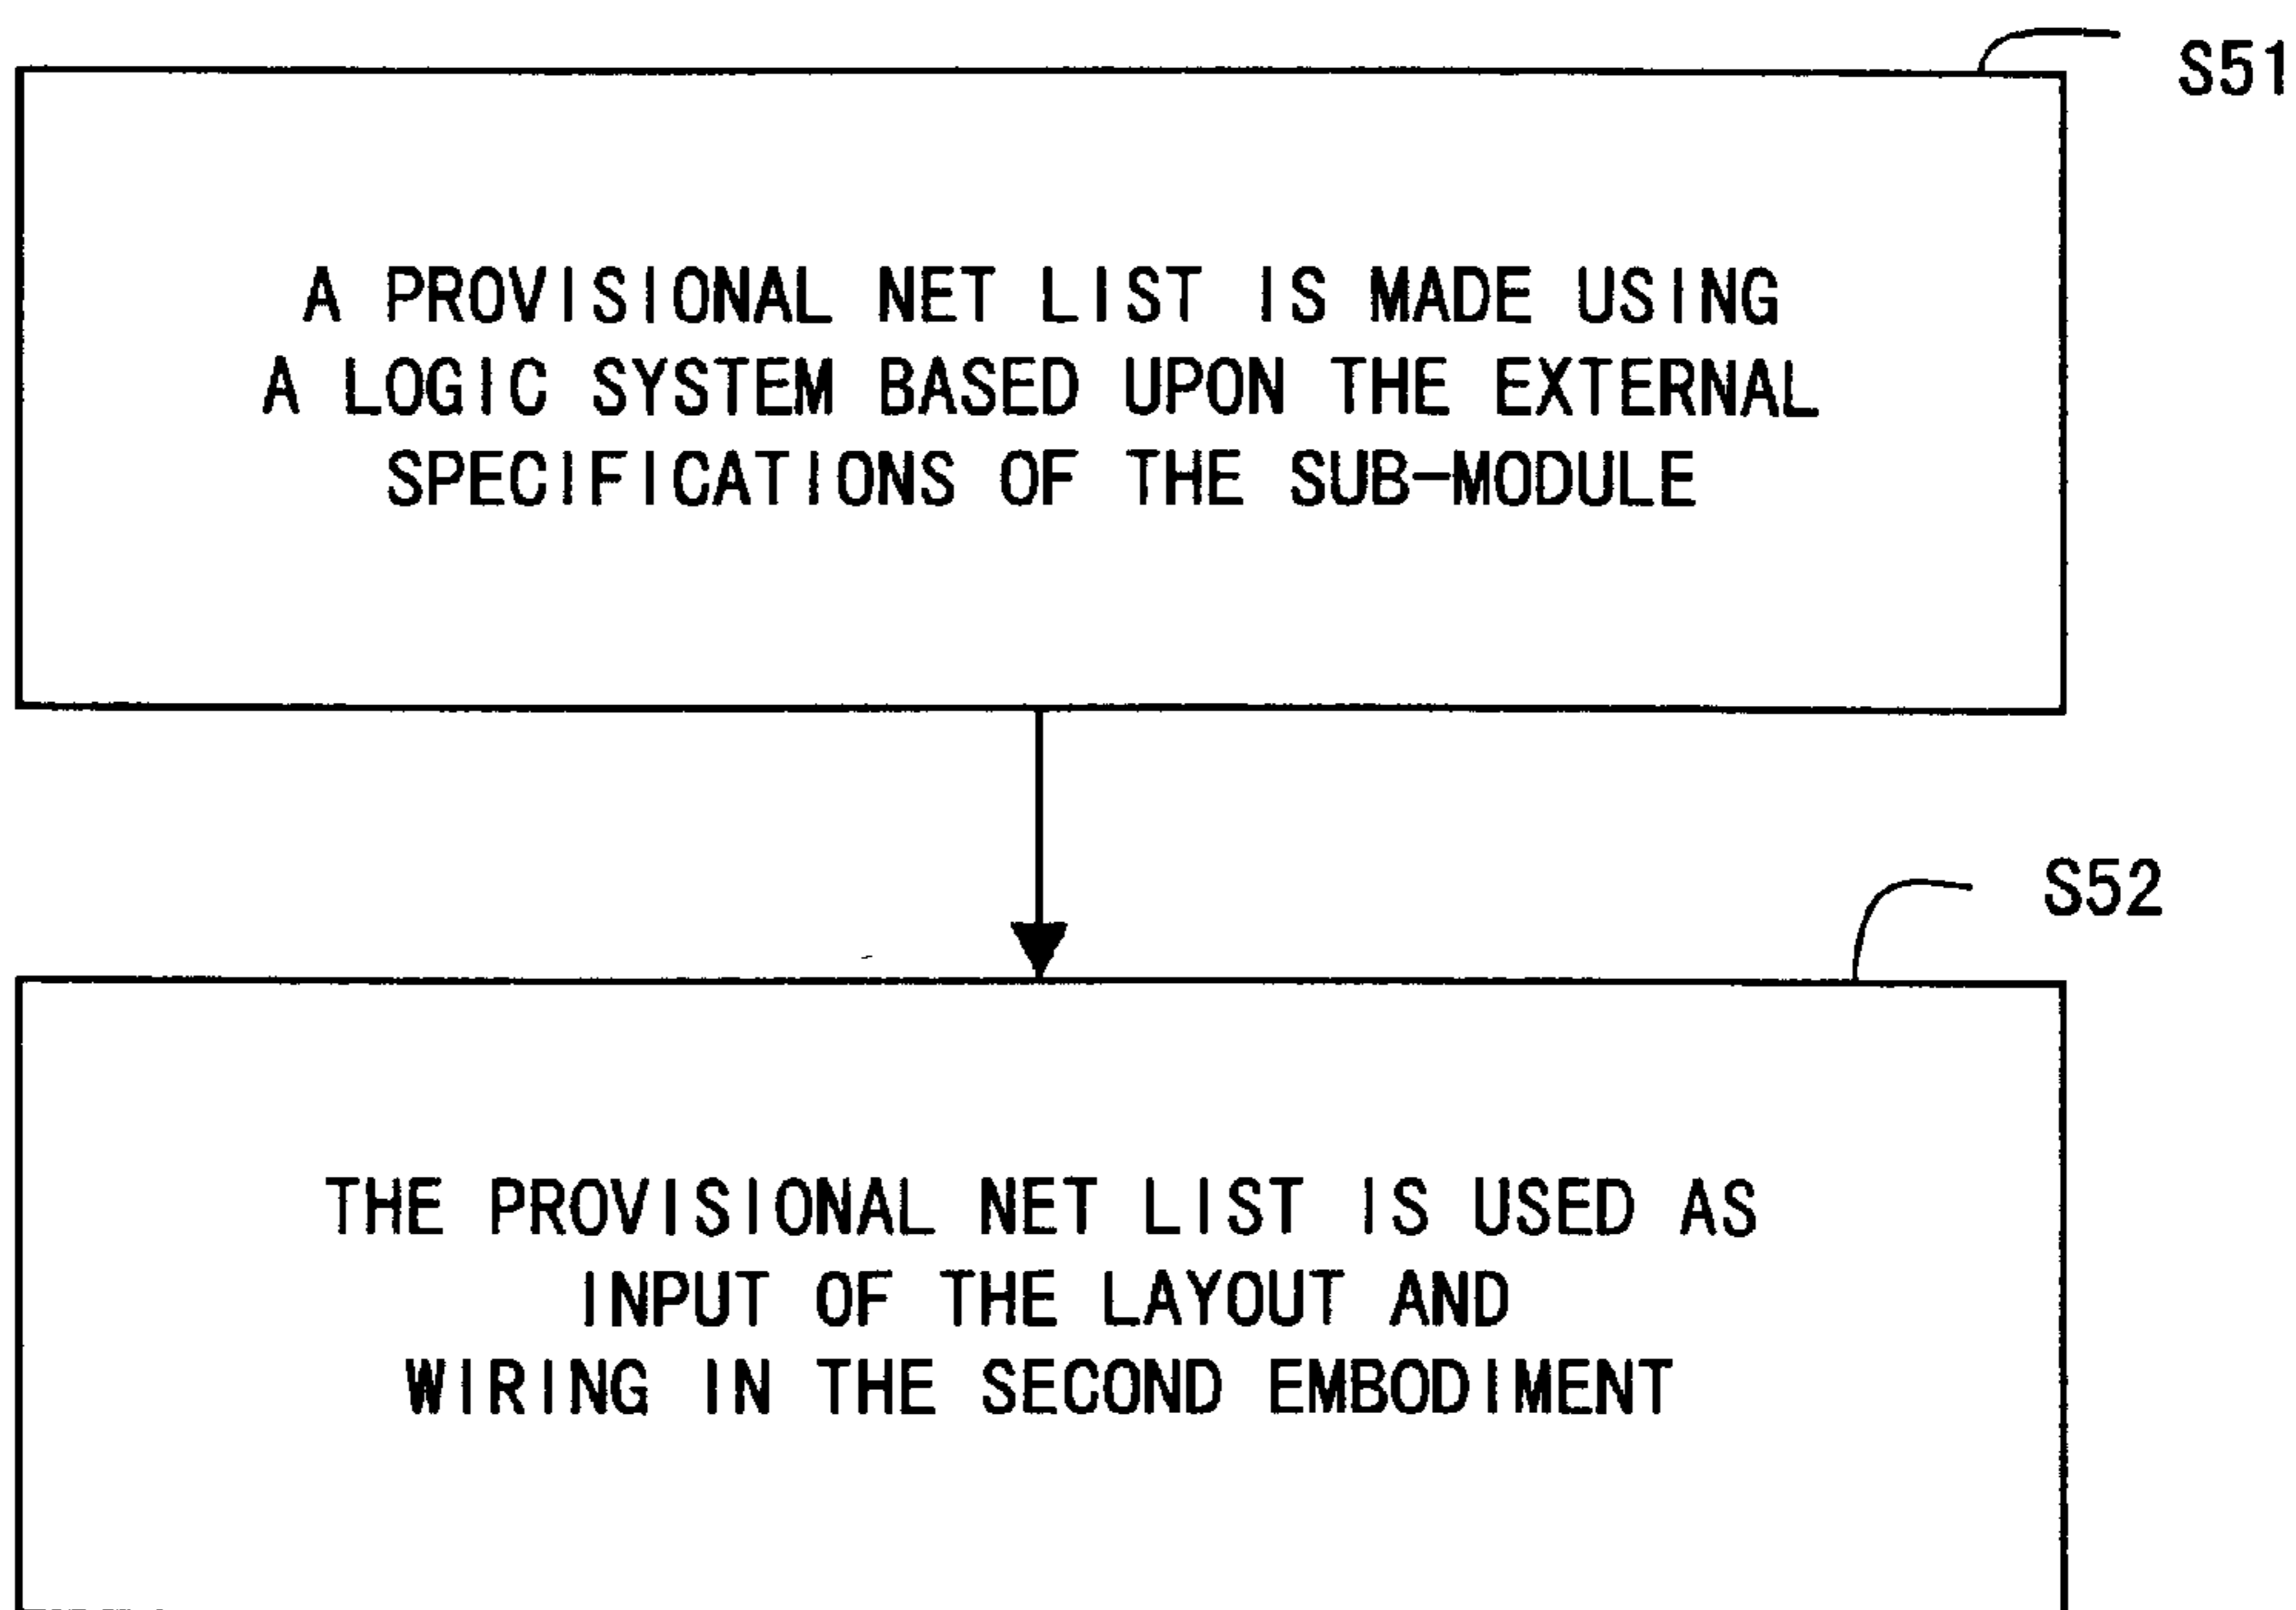 S51
A PROVISIONAL NET LIST IS MADE USING
A LOGIC SYSTEM BASED UPON THE EXTERNAL
SPECIFICATIONS OF THE SUB-MODULE
S52
THE PROVISIONAL NET LIST IS USED AS
INPUT OF THE LAYOUT AND
WIRING IN THE SECOND EMBODIMENT